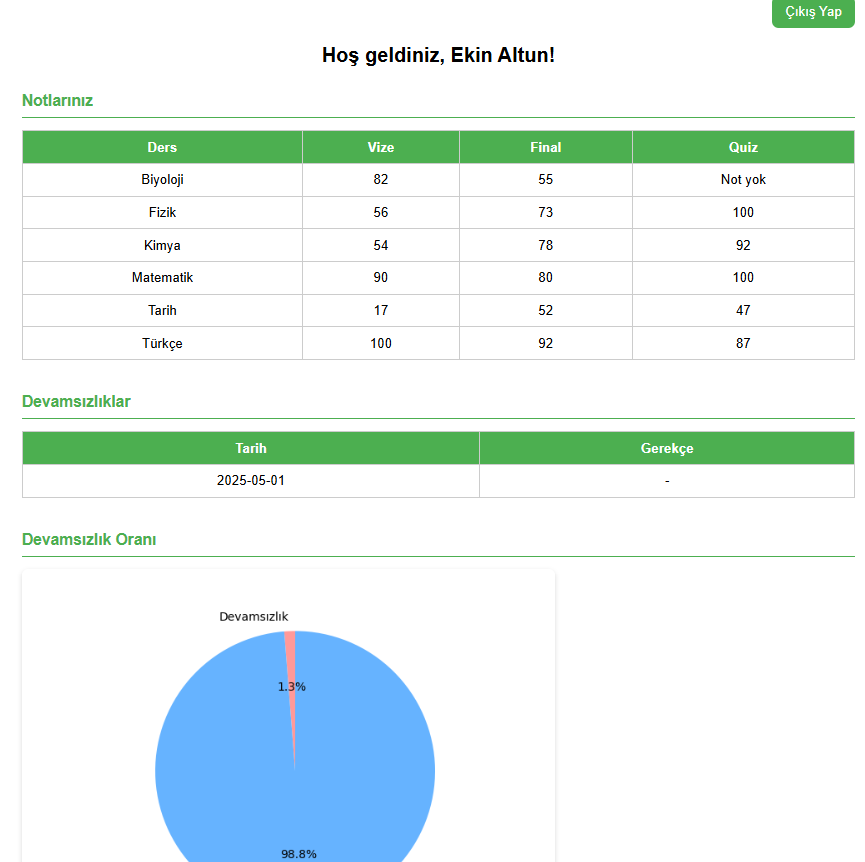 Çıkış Yap
Hoş geldiniz, Ekin Altun!
Notlarınız
Ders Vize Final Quiz
Biyoloji 82 55 Not yok
Fizik 56 73 100
Kimya 54 78 92
Matematik 90 80 100
Tarih 17 52 47
Türkçe 100 92 87
Devamsızlıklar
Tarih Gerekçe
2025-05-01 -
Devamsızlık Oranı
Devamsızlık
1.3%
98.8%